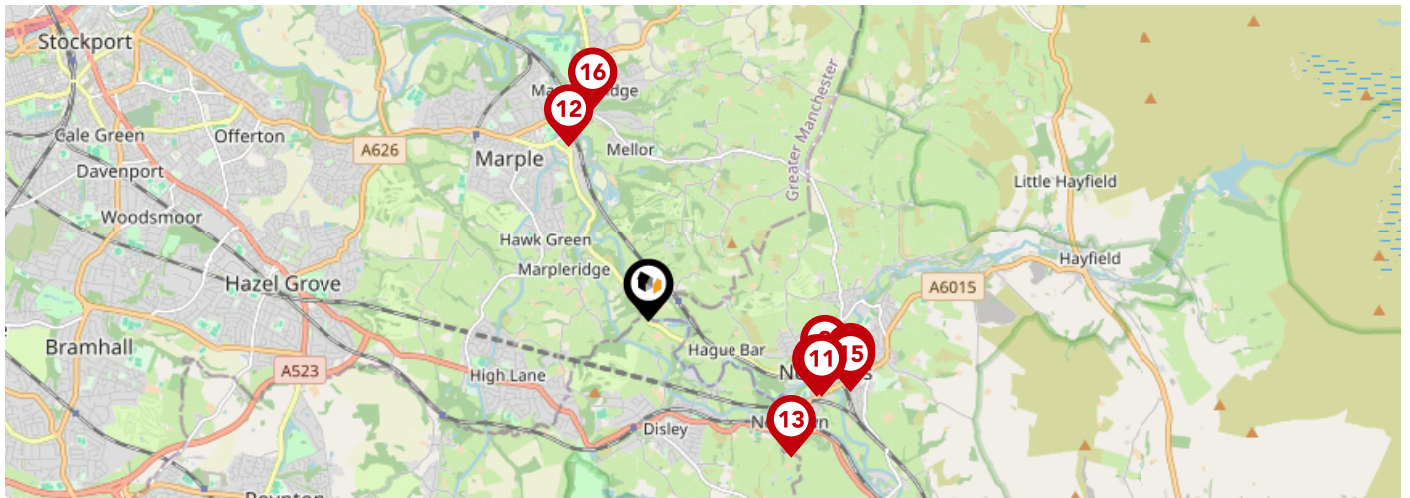 Stockport
16
12
Cale Green
Offerton
A626
Marple
Mellor
Davenport
Woodsmoor
Greater Manchester
Little Hayfield
Hawk Green
Marpleridge
Hayfield
Hazel Grove
A6015
Bramhall
Hague Bar
11
15
A523
High Lane
13
Disley